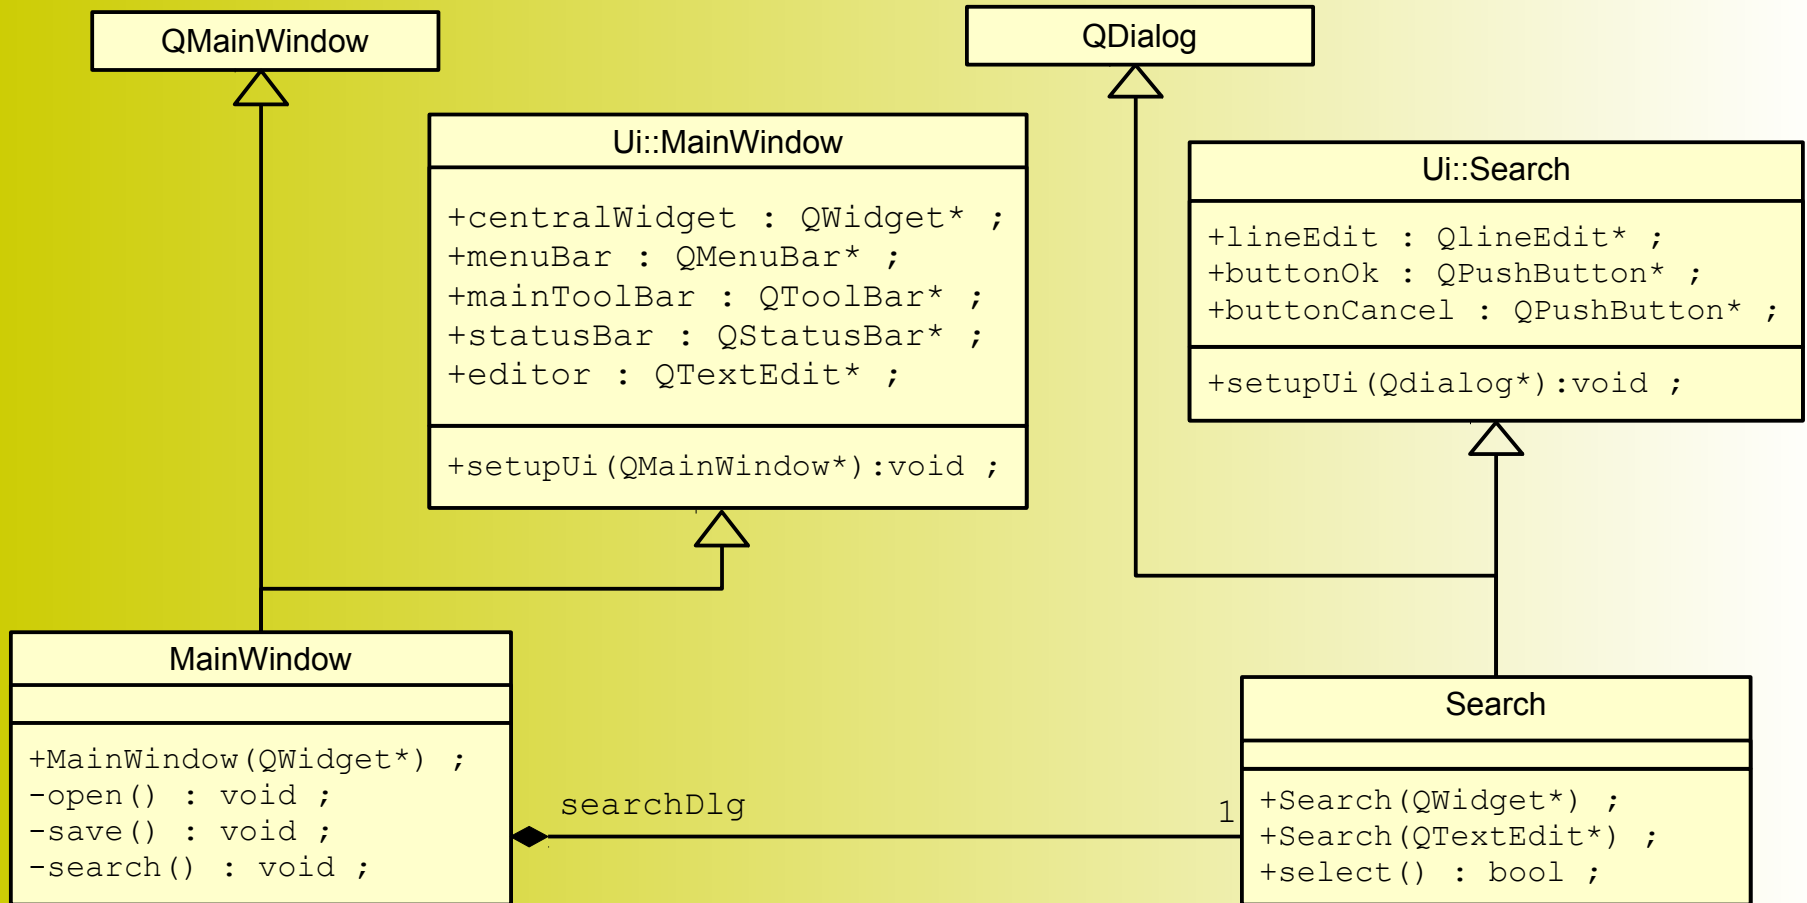 QMainWindow
QDialog
Ui::MainWindow
+centralWidget : QWidget* ;
+menuBar : QMenuBar* ;
+mainToolBar : QToolBar* ;
+statusBar : QStatusBar* ;
+editor : QTextEdit* ;
+setupUi(QMainWindow*):void ;
Ui::Search
+lineEdit : QlineEdit* ;
+buttonOk : QPushButton* ;
+buttonCancel : QPushButton* ;
+setupUi(Qdialog*):void ;
MainWindow
+MainWindow(QWidget*) ;
-open() : void ;
-save() : void ;
-search() : void ;
searchDlg
1
Search
+Search(QWidget*) ;
+Search(QTextEdit*) ;
+select() : bool ;